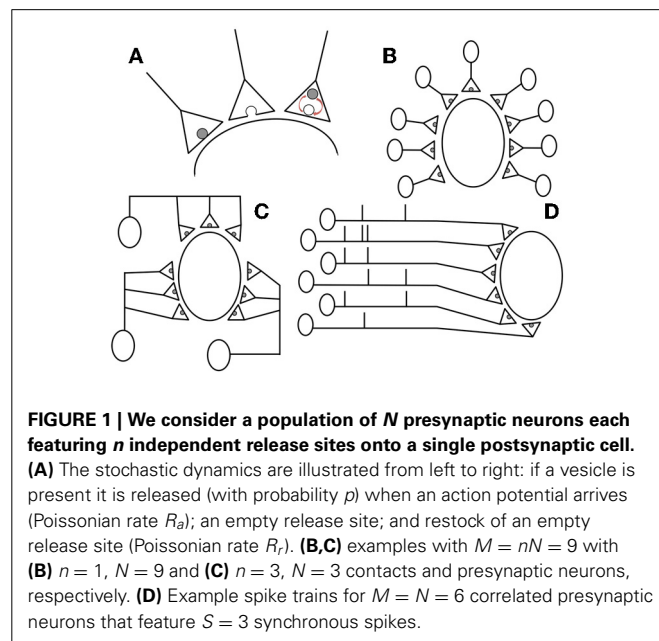 A
B
C
D
FIGURE 1 | We consider a population of N presynaptic neurons each
featuring n independent release sites onto a single postsynaptic cell.
(A) The stochastic dynamics are illustrated from left to right: if a vesicle is
present it is released (with probability p) when an action potential arrives
(Poissonian rate Rₐ); an empty release site; and restock of an empty
release site (Poissonian rate Rᵣ). (B,C) examples with M = nN = 9 with
(B) n = 1, N = 9 and (C) n = 3, N = 3 contacts and presynaptic neurons,
respectively. (D) Example spike trains for M = N = 6 correlated presynaptic
neurons that feature S = 3 synchronous spikes.